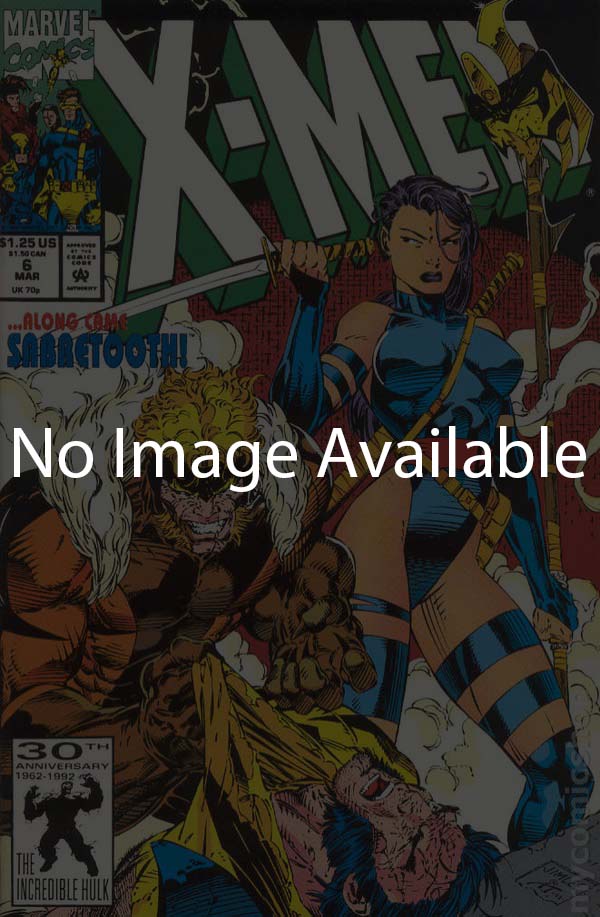 MARVEL
COMICS
X-MEN
®
$1.25 US
$1.50 CAN
6
MAR
UK 70p
APPROVED
BY THE
COMICS
CODE
CA
AUTHORITY
...ALONG CAME
SABRETOOTH!
No Image Available
30TH
ANNIVERSARY
1962-1992
THE
INCREDIBLE HULK